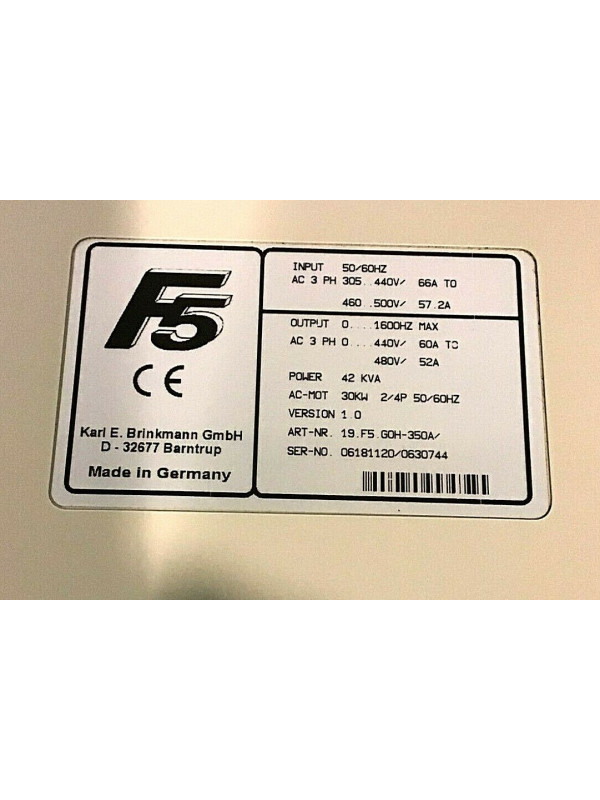 F5
CE
Karl E. Brinkmann GmbH
D - 32677 Barntrup
Made in Germany
INPUT 50/60HZ
AC 3 PH 305..440V/ 66A TO
460..500V/ 57.2A
OUTPUT 0....1600HZ MAX
AC 3 PH 0....440V/ 60A TO
480V/ 52A
POWER 42 KVA
AC-MOT 30KW 2/4P 50/60HZ
VERSION 1.0
ART-NR. 19.F5.G0H-350A/
SER-NO. 06181120/0630744